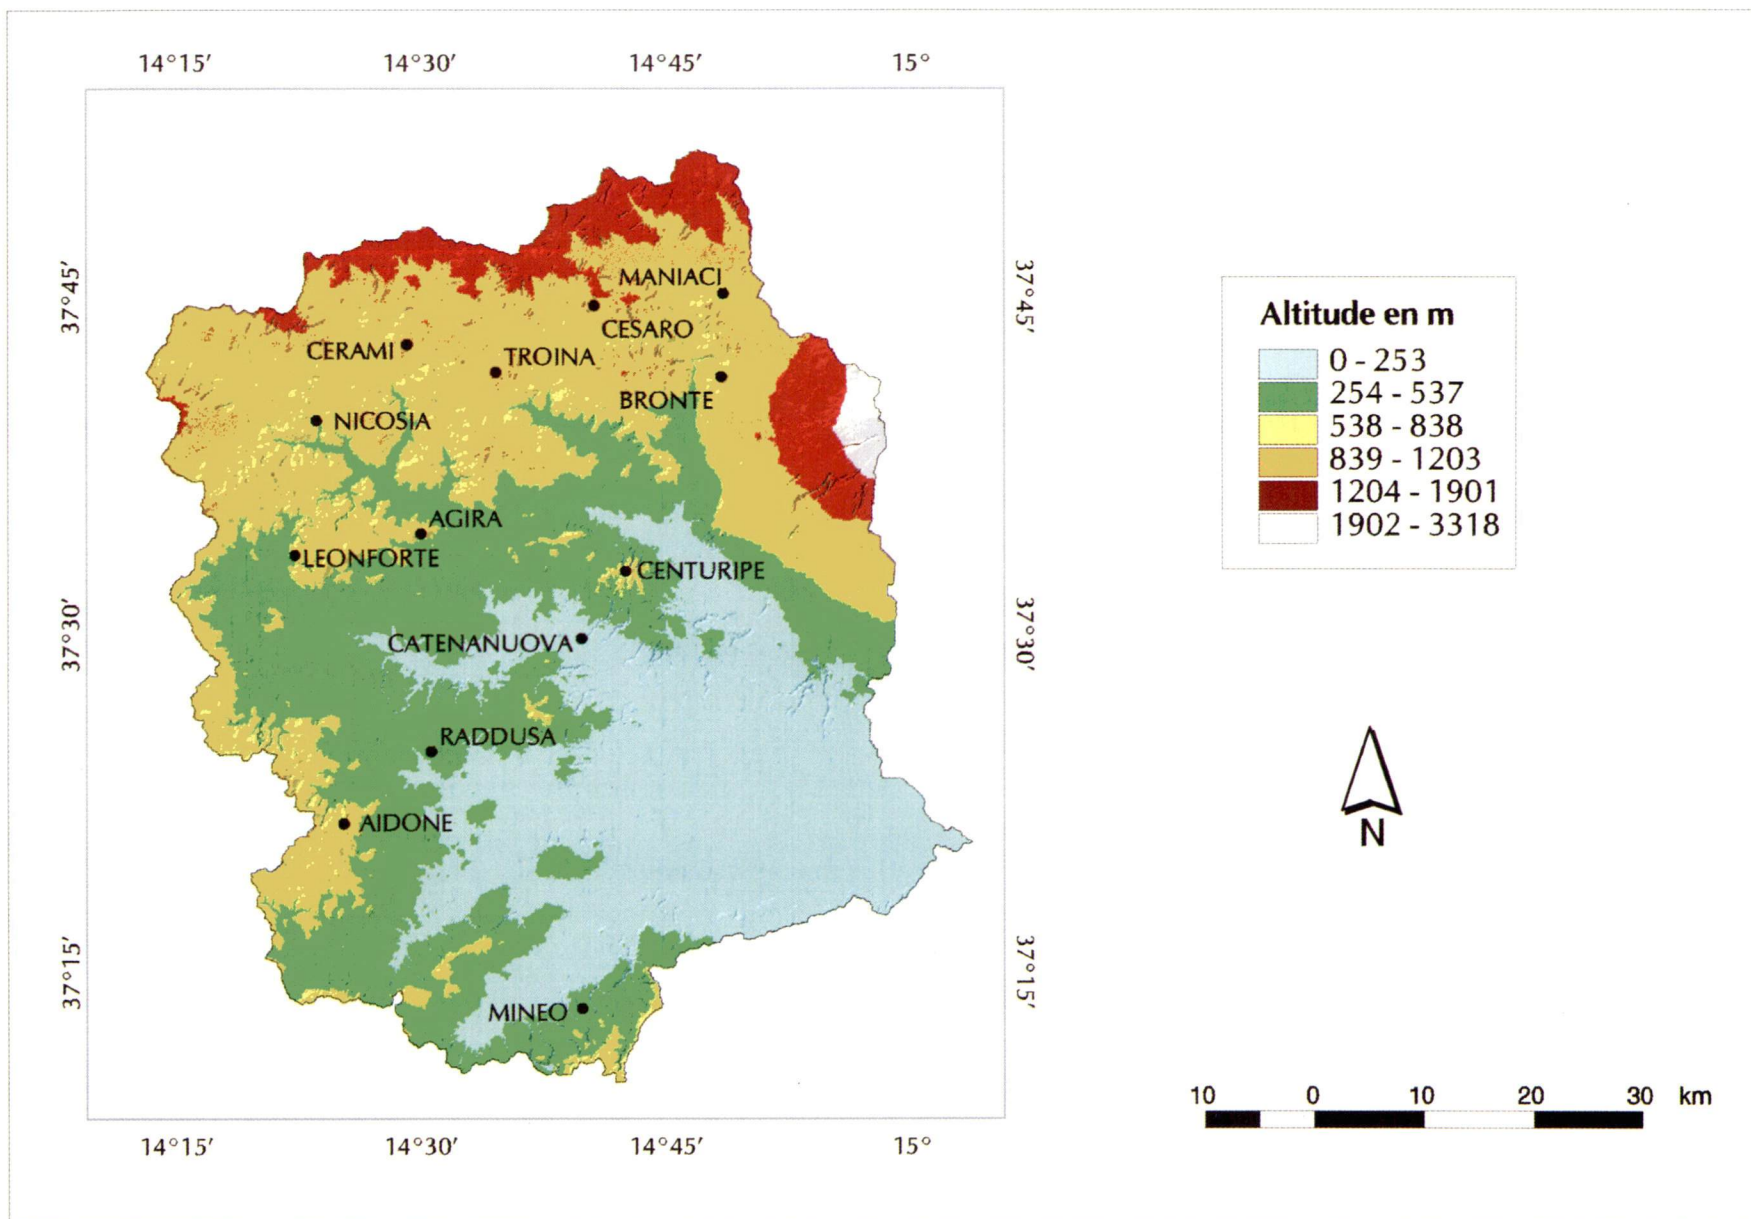 14°15′ 14°30′ 14°45′ 15°
37°45′
37°45′
MANIACI
CESARO
CERAMI
TROINA
BRONTE
NICOSIA
AGIRA
LEONFORTE
CENTURIPE
37°30′
37°30′
CATENANUOVA
RADDUSA
AIDONE
37°15′
37°15′
MINEO
14°15′ 14°30′ 14°45′ 15°
Altitude en m
0 - 253
254 - 537
538 - 838
839 - 1203
1204 - 1901
1902 - 3318
N
10 0 10 20 30 km